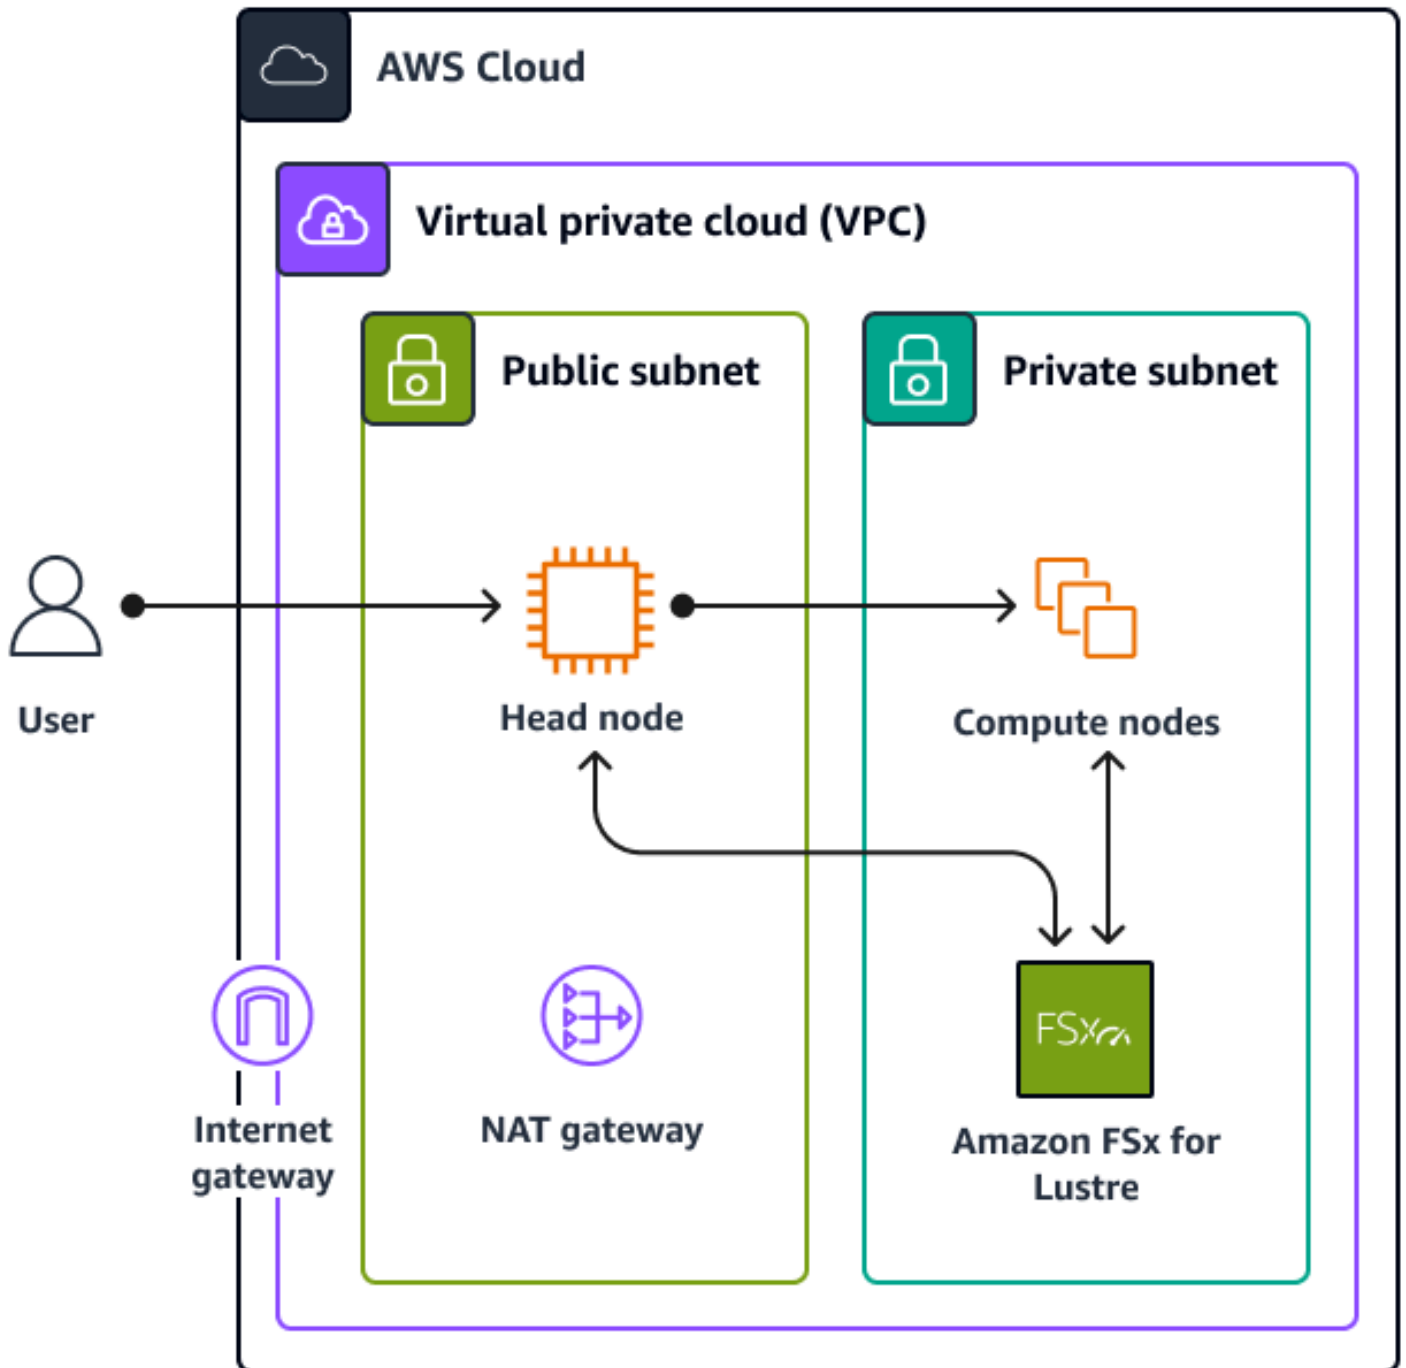 AWS Cloud
Virtual private cloud (VPC)
Public subnet
Private subnet
User
Head node
Compute nodes
FSx
Internet
gateway
NAT gateway
Amazon FSx for
Lustre